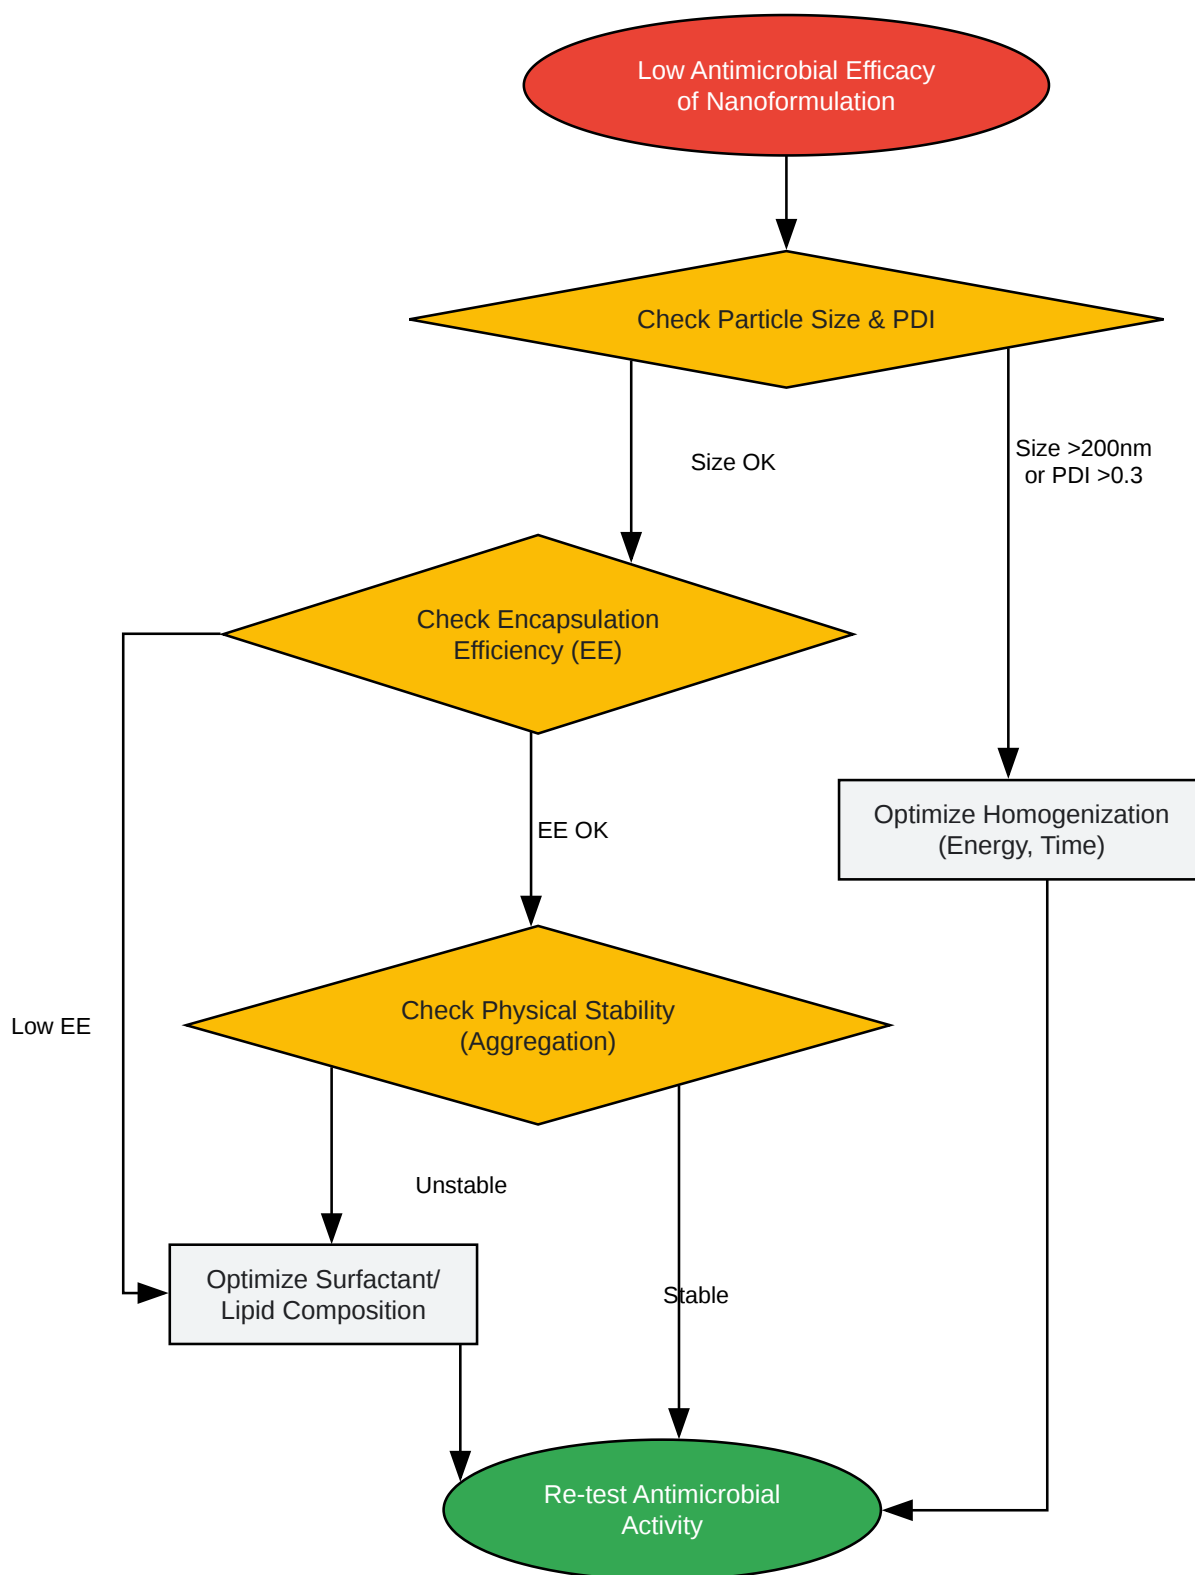 Low Antimicrobial Efficacy
of Nanoformulation
Check Particle Size & PDI
Size OK
Size >200nm
or PDI >0.3
Check Encapsulation
Efficiency (EE)
EE OK
Optimize Homogenization
(Energy, Time)
Check Physical Stability
(Aggregation)
Low EE
Unstable
Optimize Surfactant/
Lipid Composition
Stable
Re-test Antimicrobial
Activity